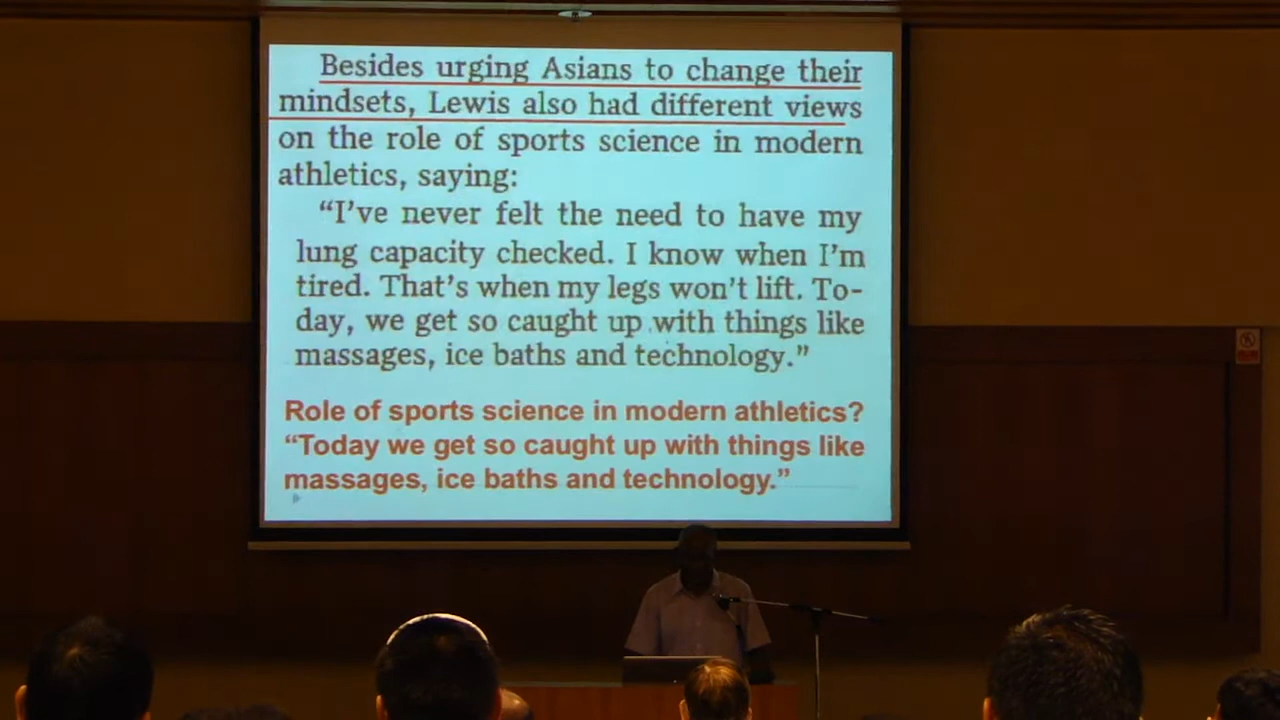 Besides urging Asians to change their
mindsets, Lewis also had different views
on the role of sports science in modern
athletics, saying:
“I’ve never felt the need to have my
lung capacity checked. I know when I’m
tired. That’s when my legs won’t lift. To-
day, we get so caught up with things like
massages, ice baths and technology.”
Role of sports science in modern athletics?
“Today we get so caught up with things like
massages, ice baths and technology.”